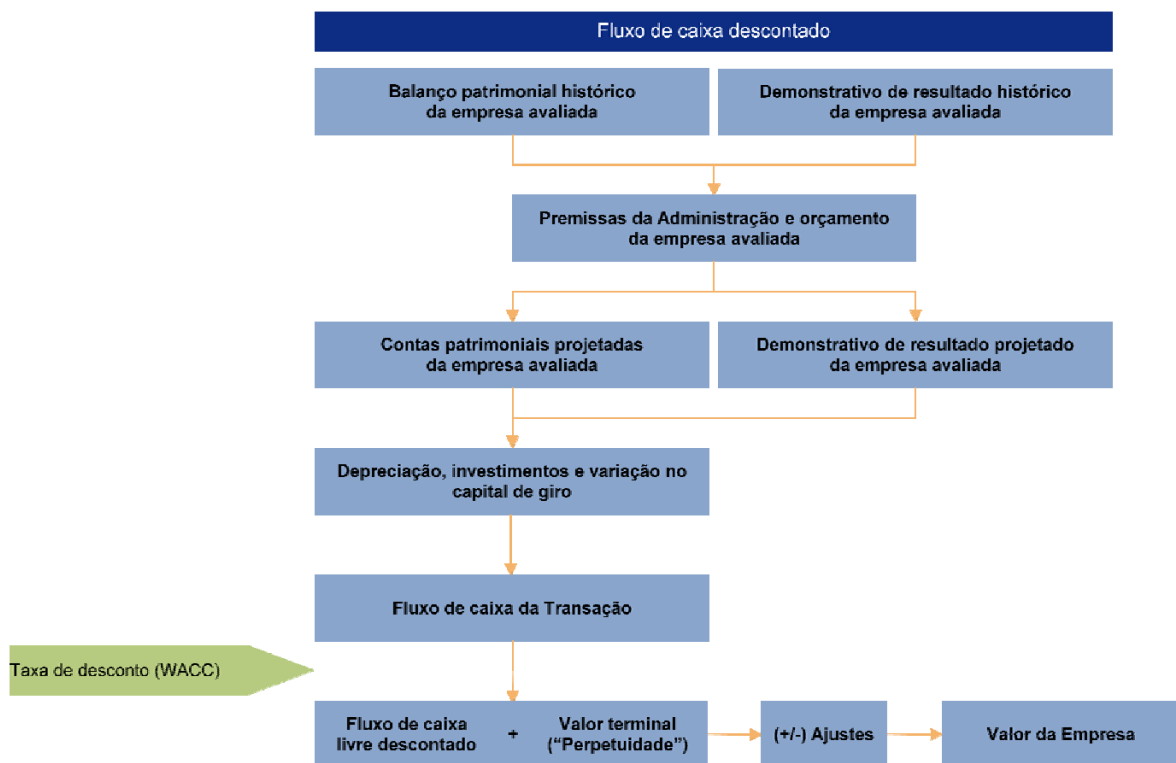 Fluxo de caixa descontado
Balanço patrimonial histórico
da empresa avaliada
Demonstrativo de resultado histórico
da empresa avaliada
Premissas da Administração e orçamento
da empresa avaliada
Contas patrimoniais projetadas
da empresa avaliada
Demonstrativo de resultado projetado
da empresa avaliada
Depreciação, investimentos e variação no
capital de giro
Fluxo de caixa da Transação
Taxa de desconto (WACC)
Fluxo de caixa
livre descontado
+
Valor terminal
(“Perpetuidade”)
(+/-) Ajustes
Valor da Empresa